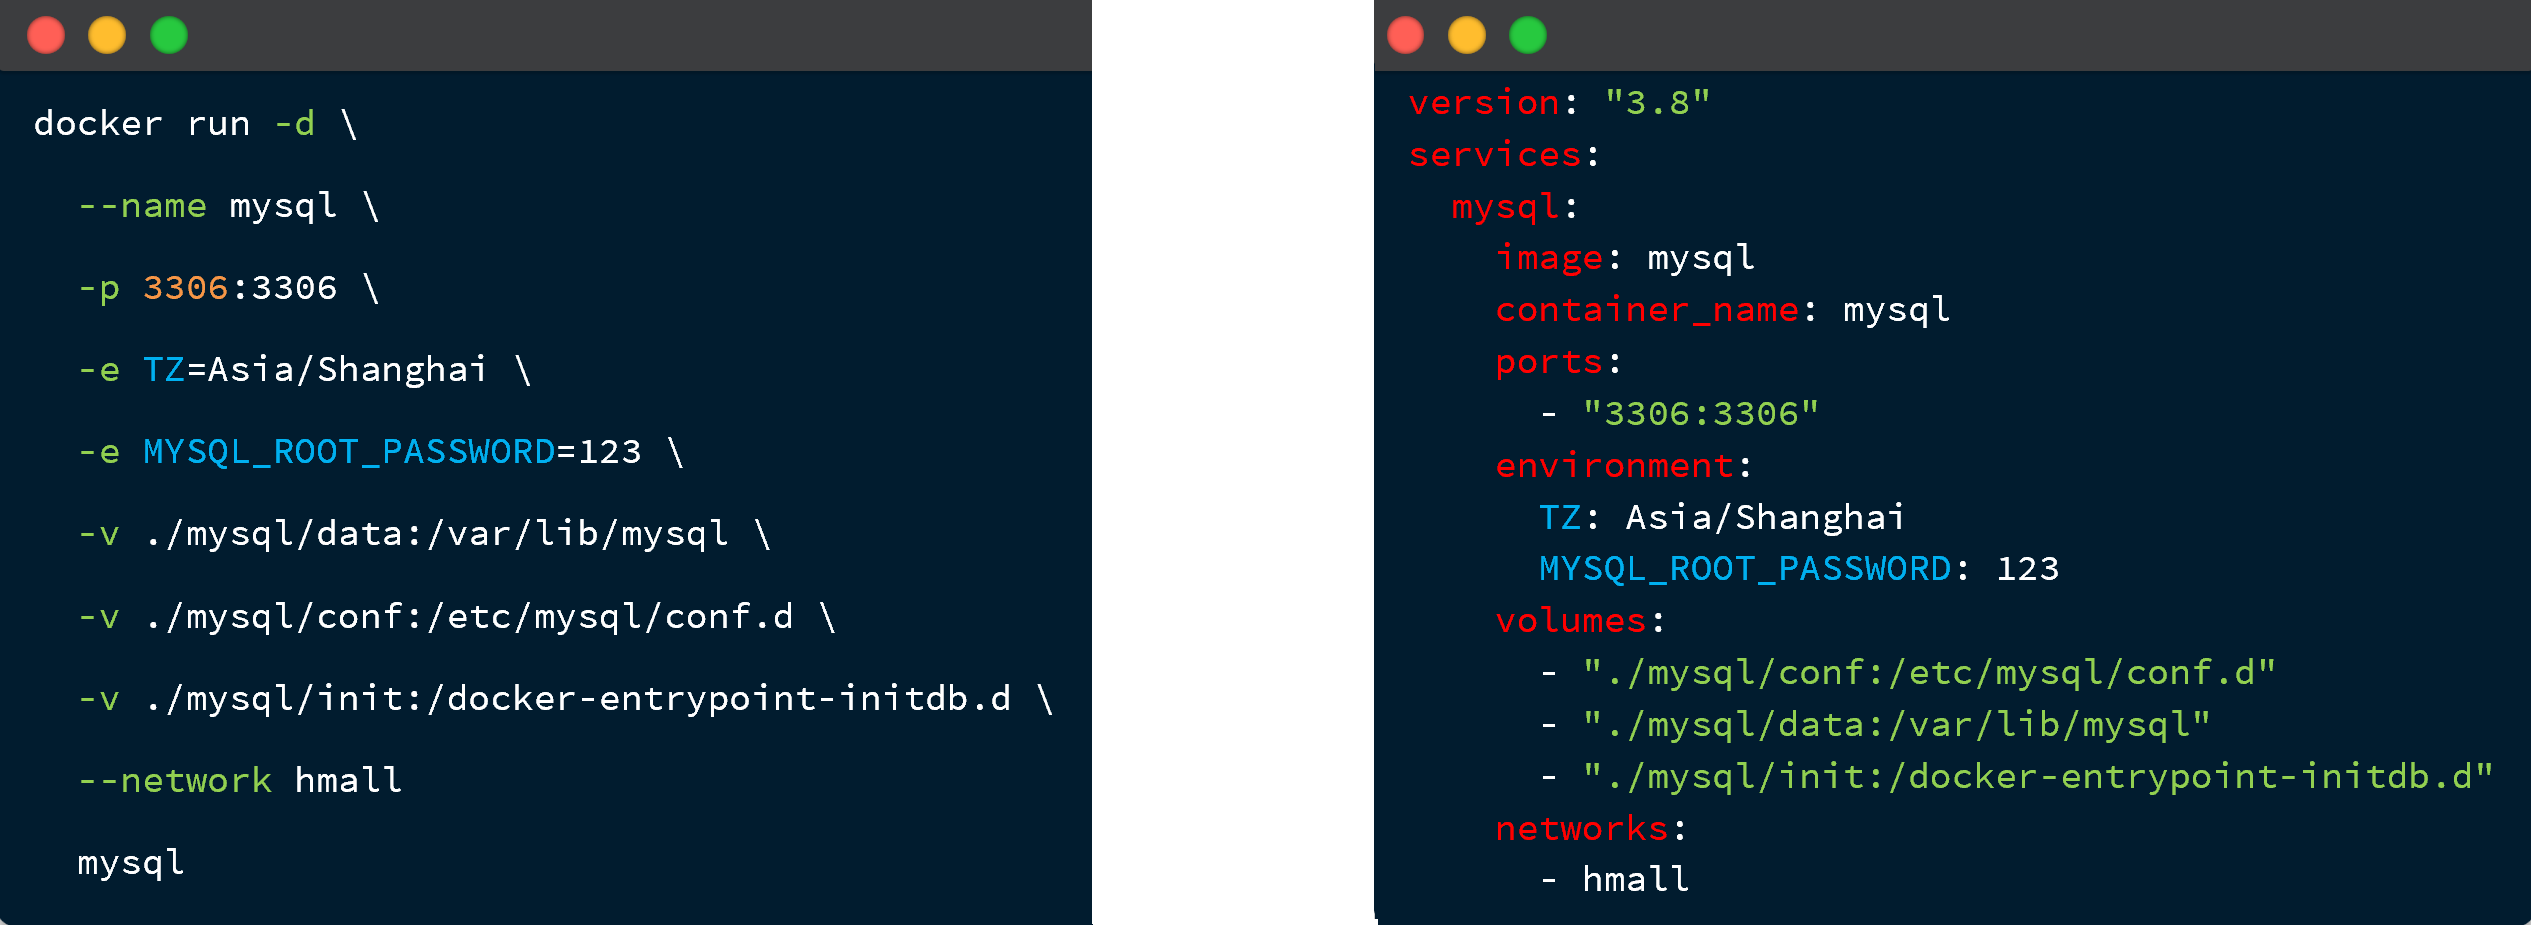 docker run -d \
--name mysql \
-p 3306:3306 \
-e TZ=Asia/Shanghai \
-e MYSQL_ROOT_PASSWORD=123 \
-v ./mysql/data:/var/lib/mysql \
-v ./mysql/conf:/etc/mysql/conf.d \
-v ./mysql/init:/docker-entrypoint-initdb.d \
--network hmall
mysql
version: "3.8"
services:
  mysql:
    image: mysql
    container_name: mysql
    ports:
      - "3306:3306"
    environment:
      TZ: Asia/Shanghai
      MYSQL_ROOT_PASSWORD: 123
    volumes:
      - "./mysql/conf:/etc/mysql/conf.d"
      - "./mysql/data:/var/lib/mysql"
      - "./mysql/init:/docker-entrypoint-initdb.d"
    networks:
      - hmall